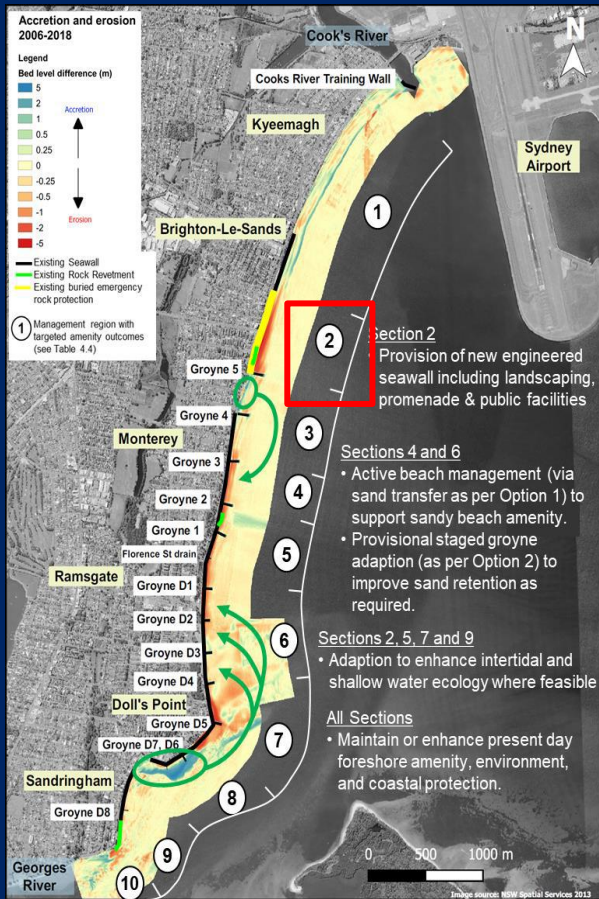 Accretion and erosion
2006-2018
Legend
Bed level difference (m)
5
2
1
0.5
0.25
0
-0.25
-0.5
-1
-2
-5
Accretion
Erosion
Existing Seawall
Existing Rock Revetment
Existing buried emergency
rock protection
1 Management region with
targeted amenity outcomes
(see Table 4.4)
Cook's River
Cooks River Training Wall
Kyeemagh
N
Sydney
Airport
Brighton-Le-Sands
1
2
Section 2
Provision of new engineered
seawall including landscaping,
promenade & public facilities
Groyne 5
Groyne 4
3
Monterey
Groyne 3
4
Groyne 2
Groyne 1
5
Florence St drain
Sections 4 and 6
• Active beach management (via
sand transfer as per Option 1) to
support sandy beach amenity.
• Provisional staged groyne
adaption (as per Option 2) to
improve sand retention as
required.
Ramsgate
Groyne D1
Groyne D2
6
Groyne D3
Groyne D4
Sections 2, 5, 7 and 9
• Adaption to enhance intertidal and
shallow water ecology where feasible
Doll's Point
Groyne D5
7
Groyne D7, D6
All Sections
• Maintain or enhance present day
foreshore amenity, environment,
and coastal protection.
Sandringham
8
Groyne D8
9
Georges
River
10
0 500 1000 m
Image source: NSW Spatial Services 2013